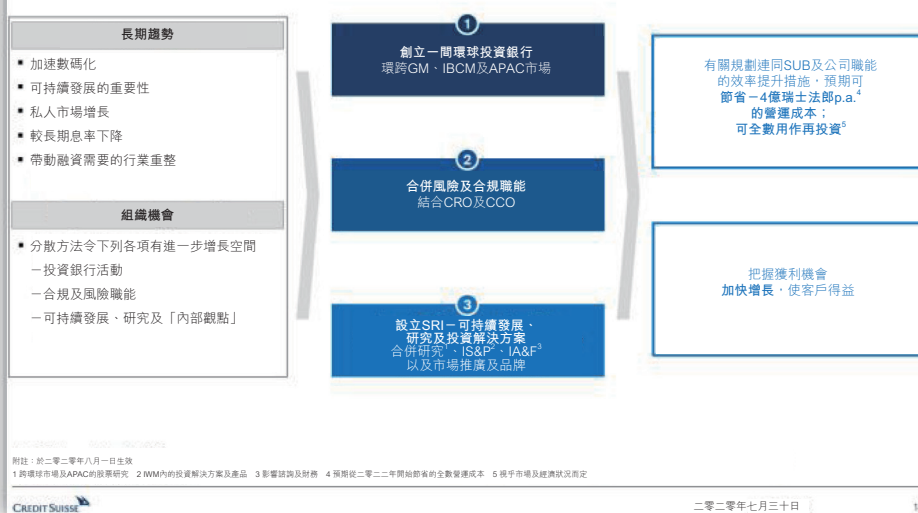 長期趨勢
▪ 加速數碼化
▪ 可持續發展的重要性
▪ 私人市場增長
▪ 較長期息率下降
▪ 帶動融資需要的行業重整
組織機會
▪ 分散方法令下列各項有進一步增長空間
－投資銀行活動
－合規及風險職能
－可持續發展、研究及「內部觀點」
1
創立一間環球投資銀行
環跨GM、IBCM及APAC市場
2
合併風險及合規職能
結合CRO及CCO
3
設立SRI－可持續發展、
研究及投資解決方案
合併研究¹、IS&P²、IA&F³
以及市場推廣及品牌
有關規劃連同SUB及公司職能
的效率提升措施，預期可
節省－4億瑞士法郎p.a.⁴
的營運成本；
可全數用作再投資⁵
把握獲利機會
加快增長，使客戶得益
附註：於二零二零年八月一日生效
1 跨環球市場及APAC的股票研究 2 IWM內的投資解決方案及產品 3 影響諮詢及財務 4 預期從二零二二年開始節省的全數營運成本 5 視乎市場及經濟狀況而定
CREDIT SUISSE
二零二零年七月三十日
1